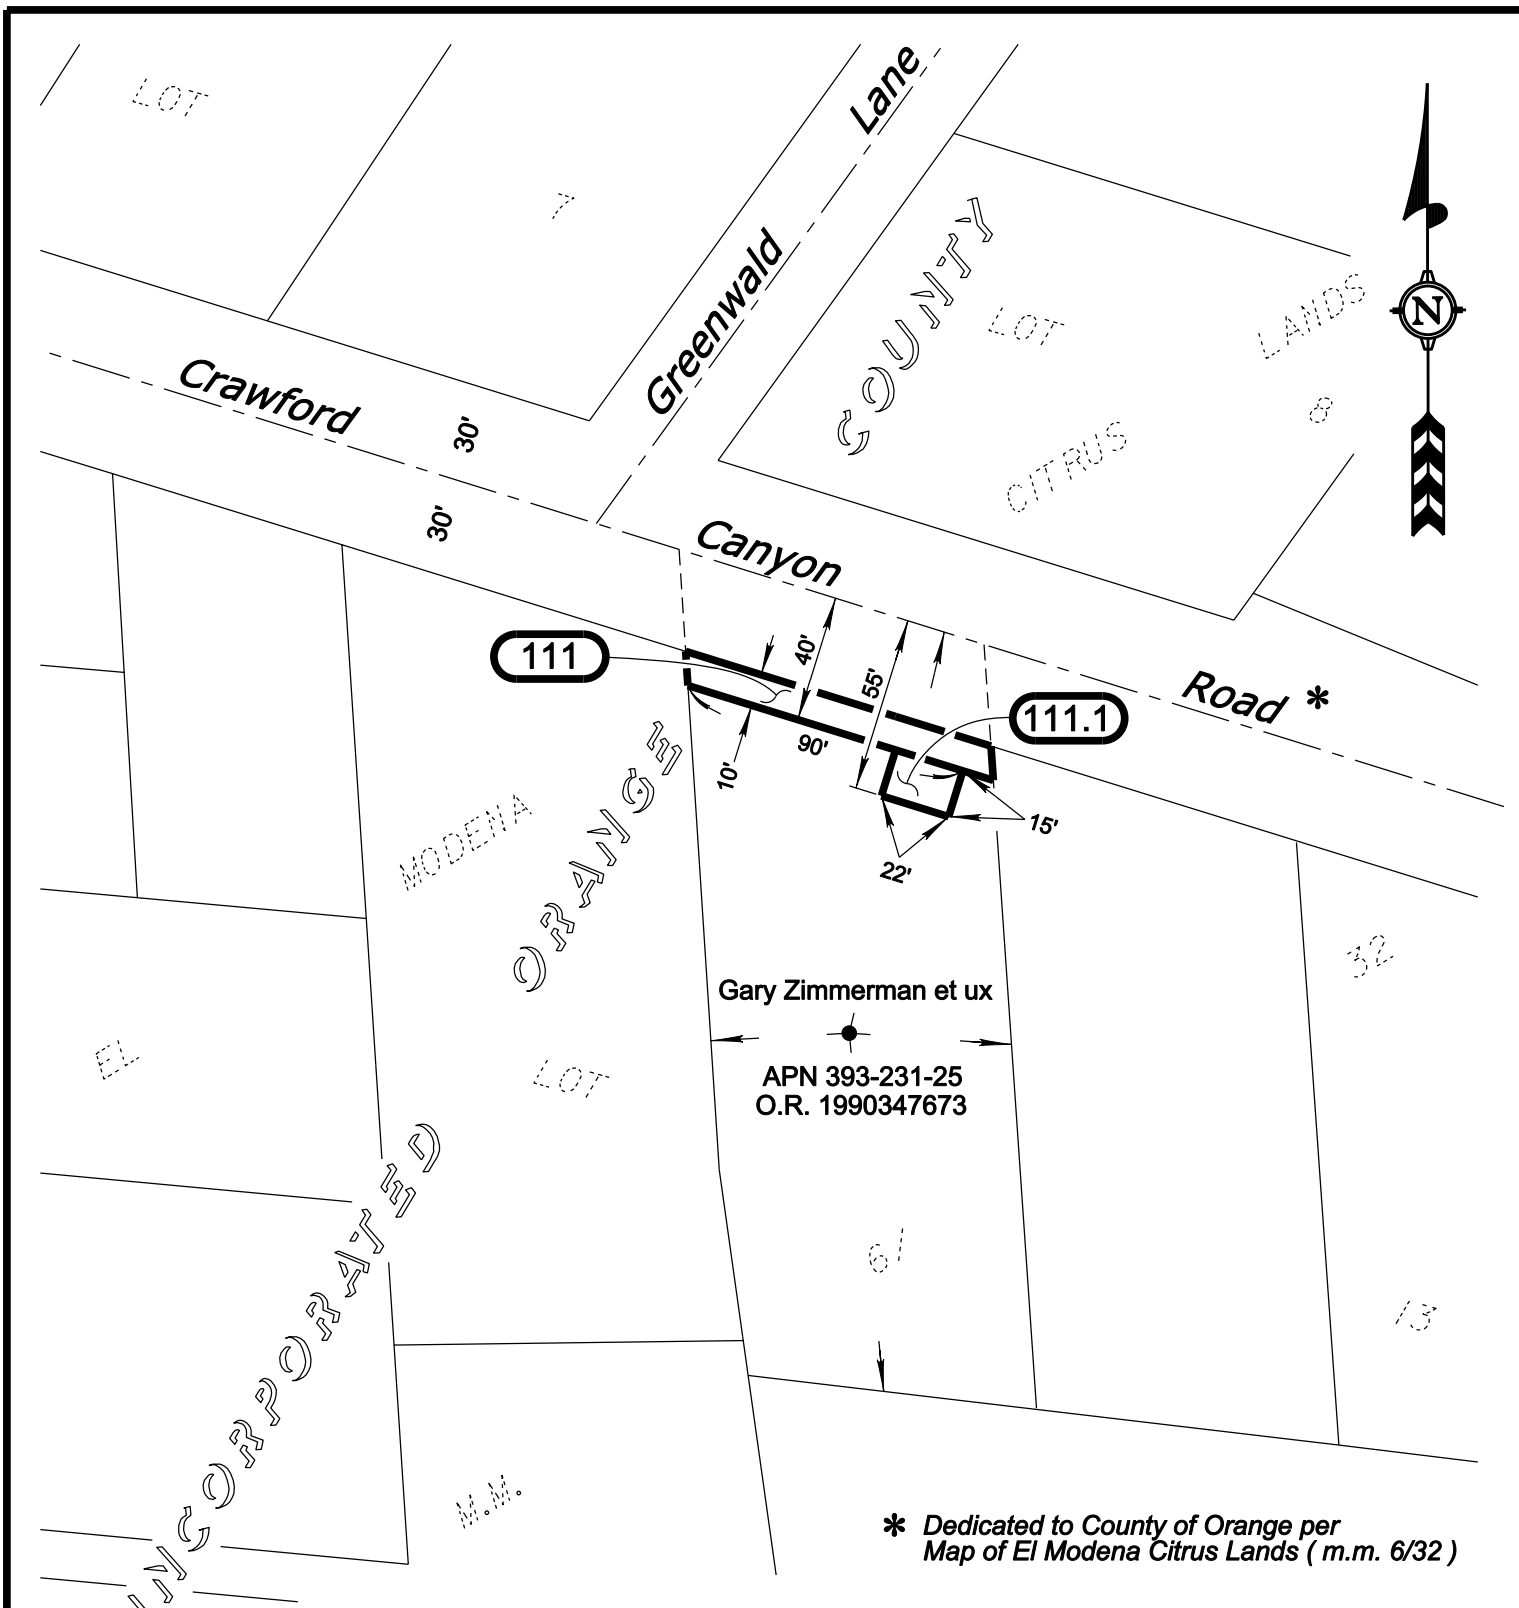 LOT
7
Greenwald Lane
COUNTY
LOT
LANDS
8
CITRUS
N
Crawford Canyon Road *
30'
30'
111
40'
55'
111.1
90'
10'
15'
22'
MODENA
ORANGE
32
Gary Zimmerman et ux
APN 393-231-25
O.R. 1990347673
EL
LOT
61
13
UNINCORPORATED
M.M.
* Dedicated to County of Orange per
Map of El Modena Citrus Lands ( m.m. 6/32 )